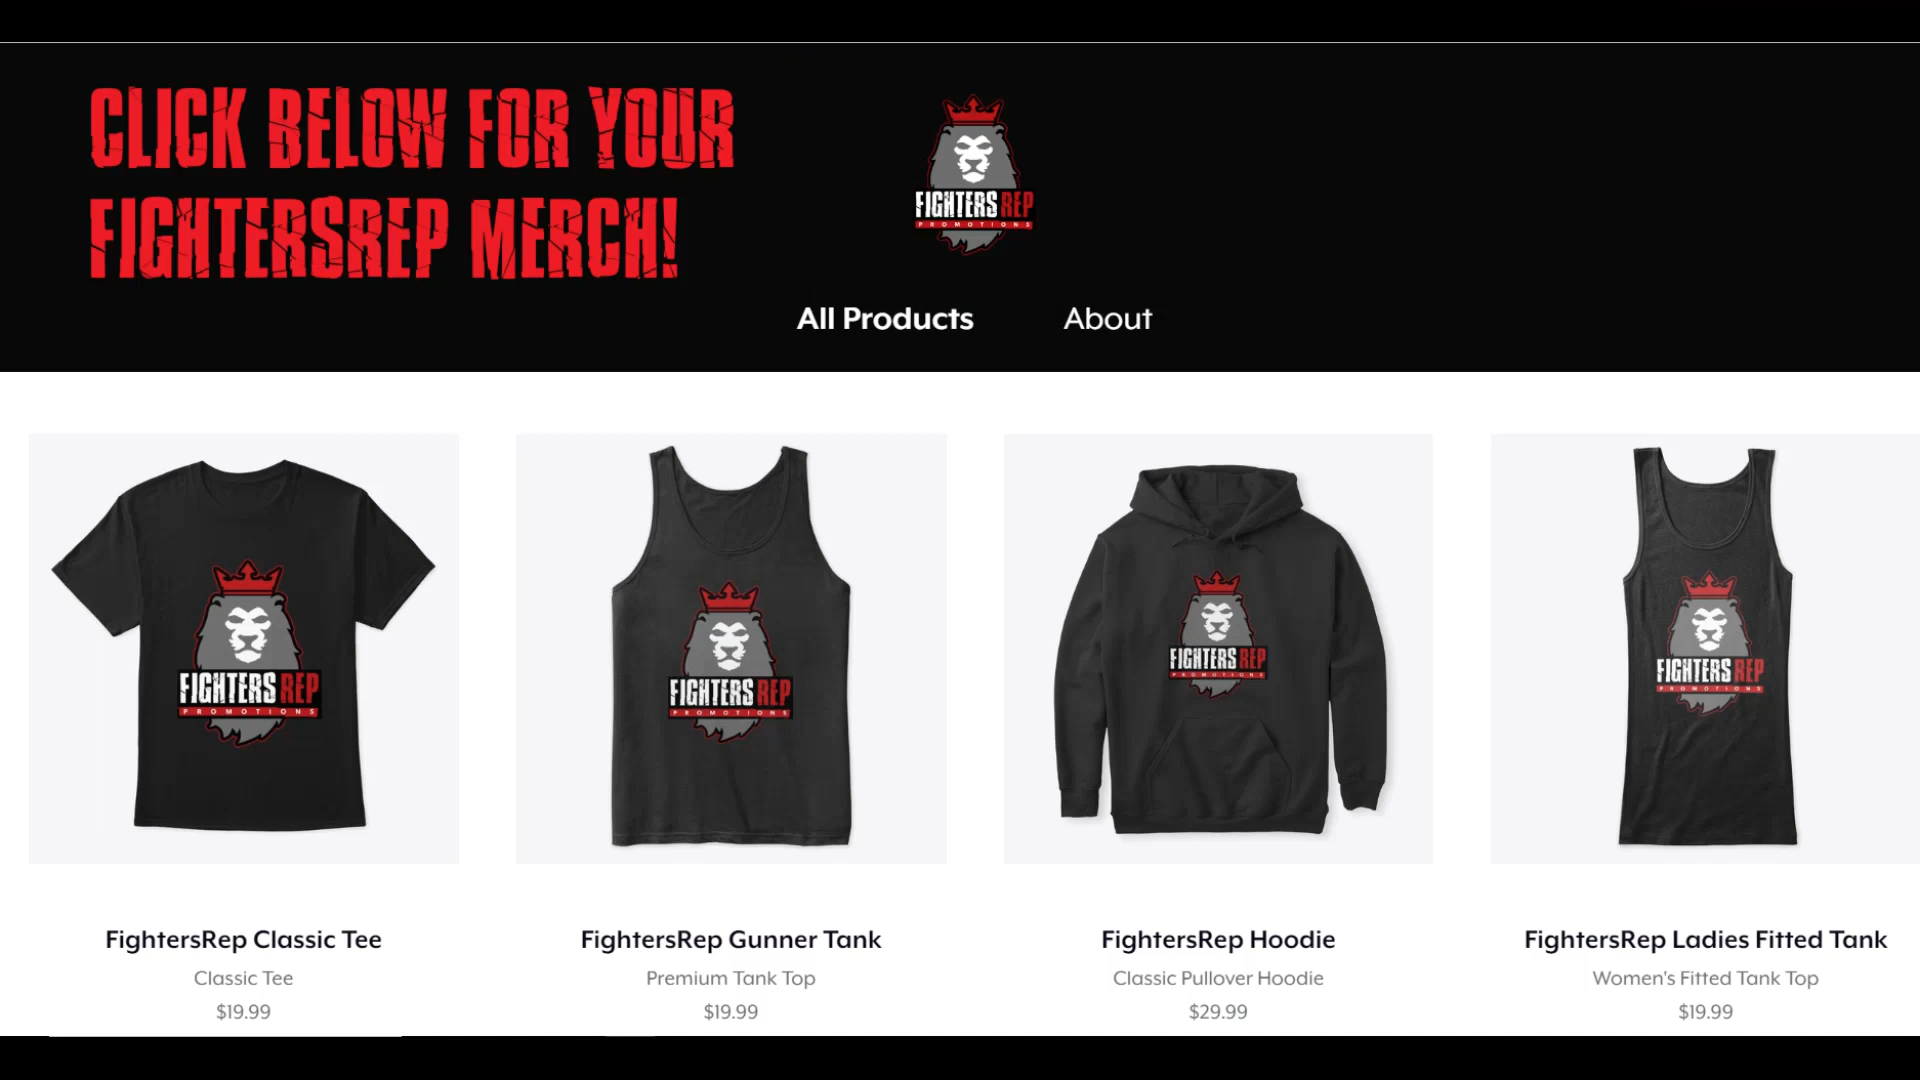 CLICK BELOW FOR YOUR
FIGHTERSREP MERCH!
FIGHTERS REP
PROMOTIONS
All Products
About
FIGHTERS REP
PROMOTIONS
FIGHTERS REP
PROMOTIONS
FIGHTERS REP
PROMOTIONS
FIGHTERS REP
PROMOTIONS
FightersRep Classic Tee
Classic Tee
$19.99
FightersRep Gunner Tank
Premium Tank Top
$19.99
FightersRep Hoodie
Classic Pullover Hoodie
$29.99
FightersRep Ladies Fitted Tank
Women's Fitted Tank Top
$19.99